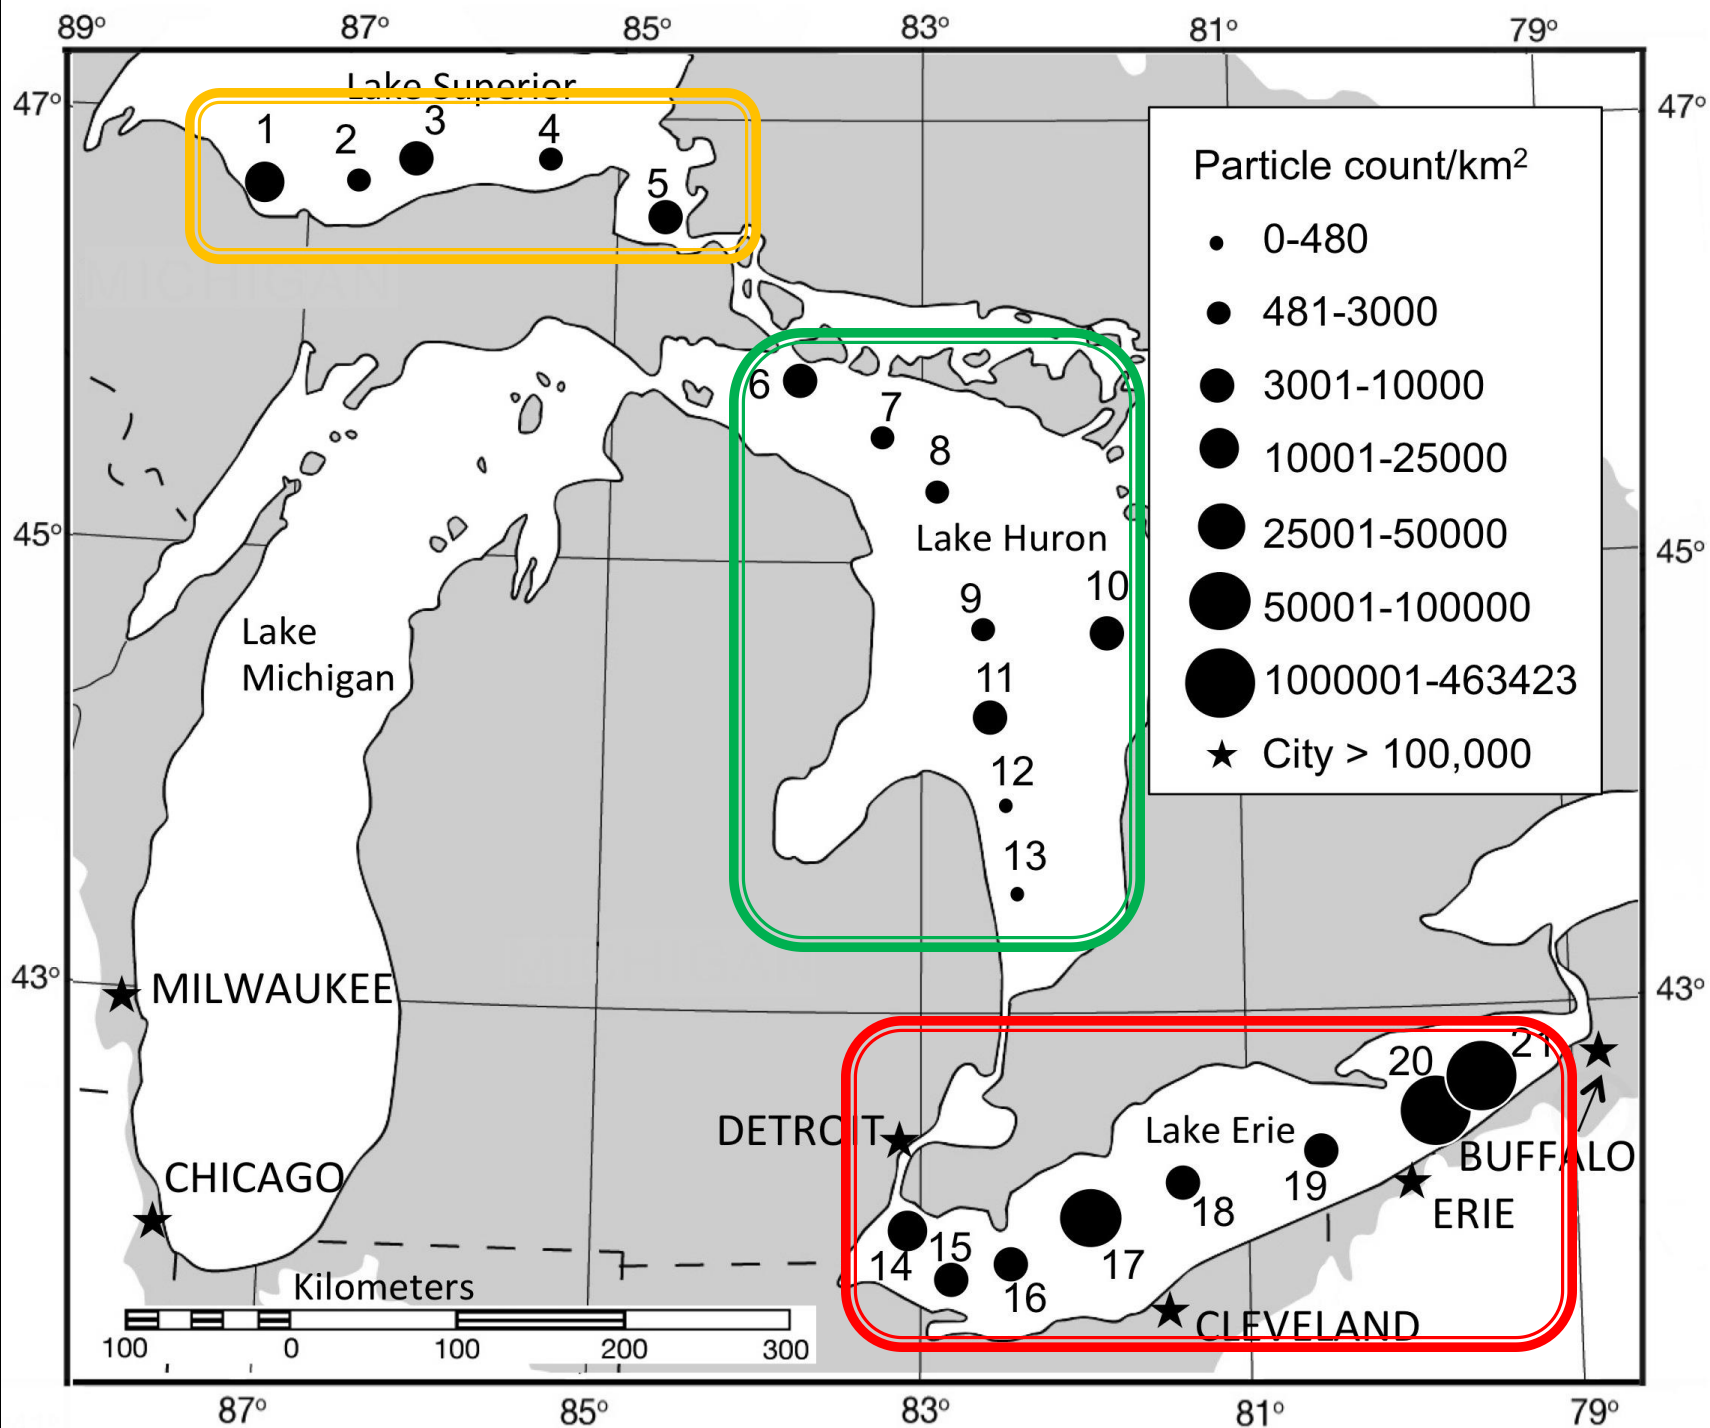 89° 87° 85° 83° 81° 79°
47° 47°
Lake Superior
1 2 3 4 5
Particle count/km²
0-480
481-3000
3001-10000
10001-25000
25001-50000
50001-100000
1000001-463423
City > 100,000
MICHIGAN
6
7
8
Lake Huron
45° 45°
9
10
11
12
13
Lake
Michigan
43° 43°
MILWAUKEE
CHICAGO
DETROIT
20
21
Lake Erie
BUFFALO
19
18
ERIE
14
15
16
17
CLEVELAND
Kilometers
100 0 100 200 300
87° 85° 83° 81° 79°